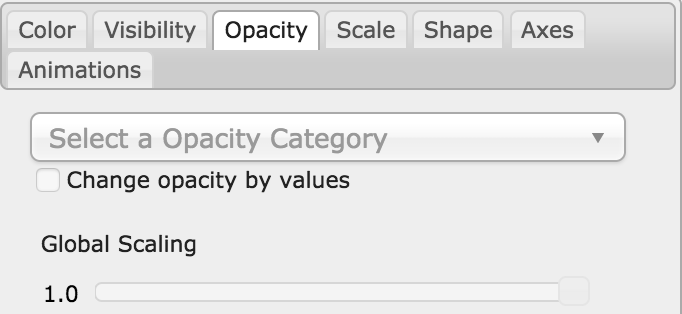 Color Visibility Opacity Scale Shape Axes
Animations
Select a Opacity Category
Change opacity by values
Global Scaling
1.0